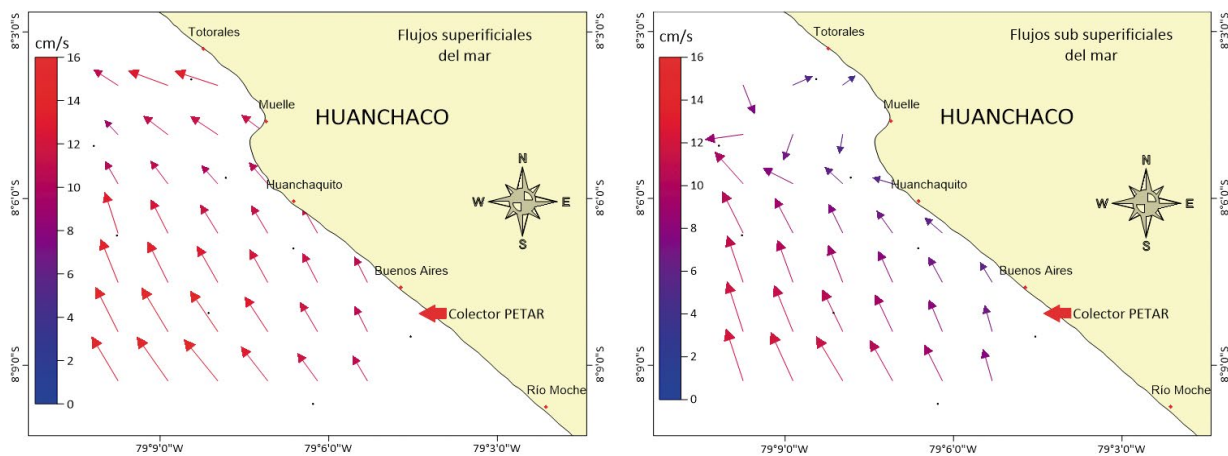 cm/s
16
14
12
10
8
6
4
2
0
8°3'0"S
8°6'0"S
8°9'0"S
79°9'0"W
79°6'0"W
79°3'0"W
Totorales
Flujos superificiales
del mar
Muelle
HUANCHACO
Huanchaquito
N
W
E
S
Buenos Aires
Colector PETAR
Río Moche
8°3'0"S
8°6'0"S
8°9'0"S
cm/s
16
14
12
10
8
6
4
2
0
79°9'0"W
79°6'0"W
79°3'0"W
Totorales
Flujos sub superficiales
del mar
Muelle
HUANCHACO
Huanchaquito
N
W
E
S
Buenos Aires
Colector PETAR
Río Moche